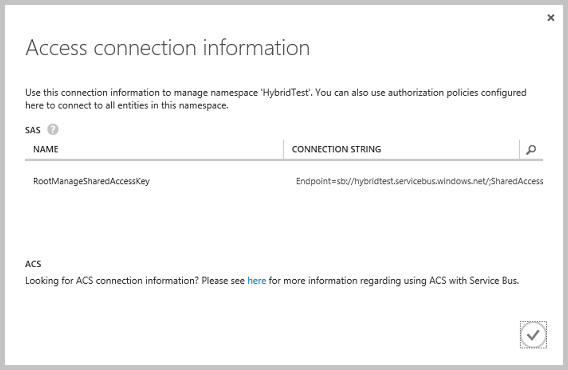 Access connection information
Use this connection information to manage namespace 'HybridTest'. You can also use authorization policies configured
here to connect to all entities in this namespace.
SAS ?
NAME CONNECTION STRING
RootManageSharedAccessKey Endpoint=sb://hybridtest.servicebus.windows.net/;SharedAccess
ACS
Looking for ACS connection information? Please see here for more information regarding using ACS with Service Bus.